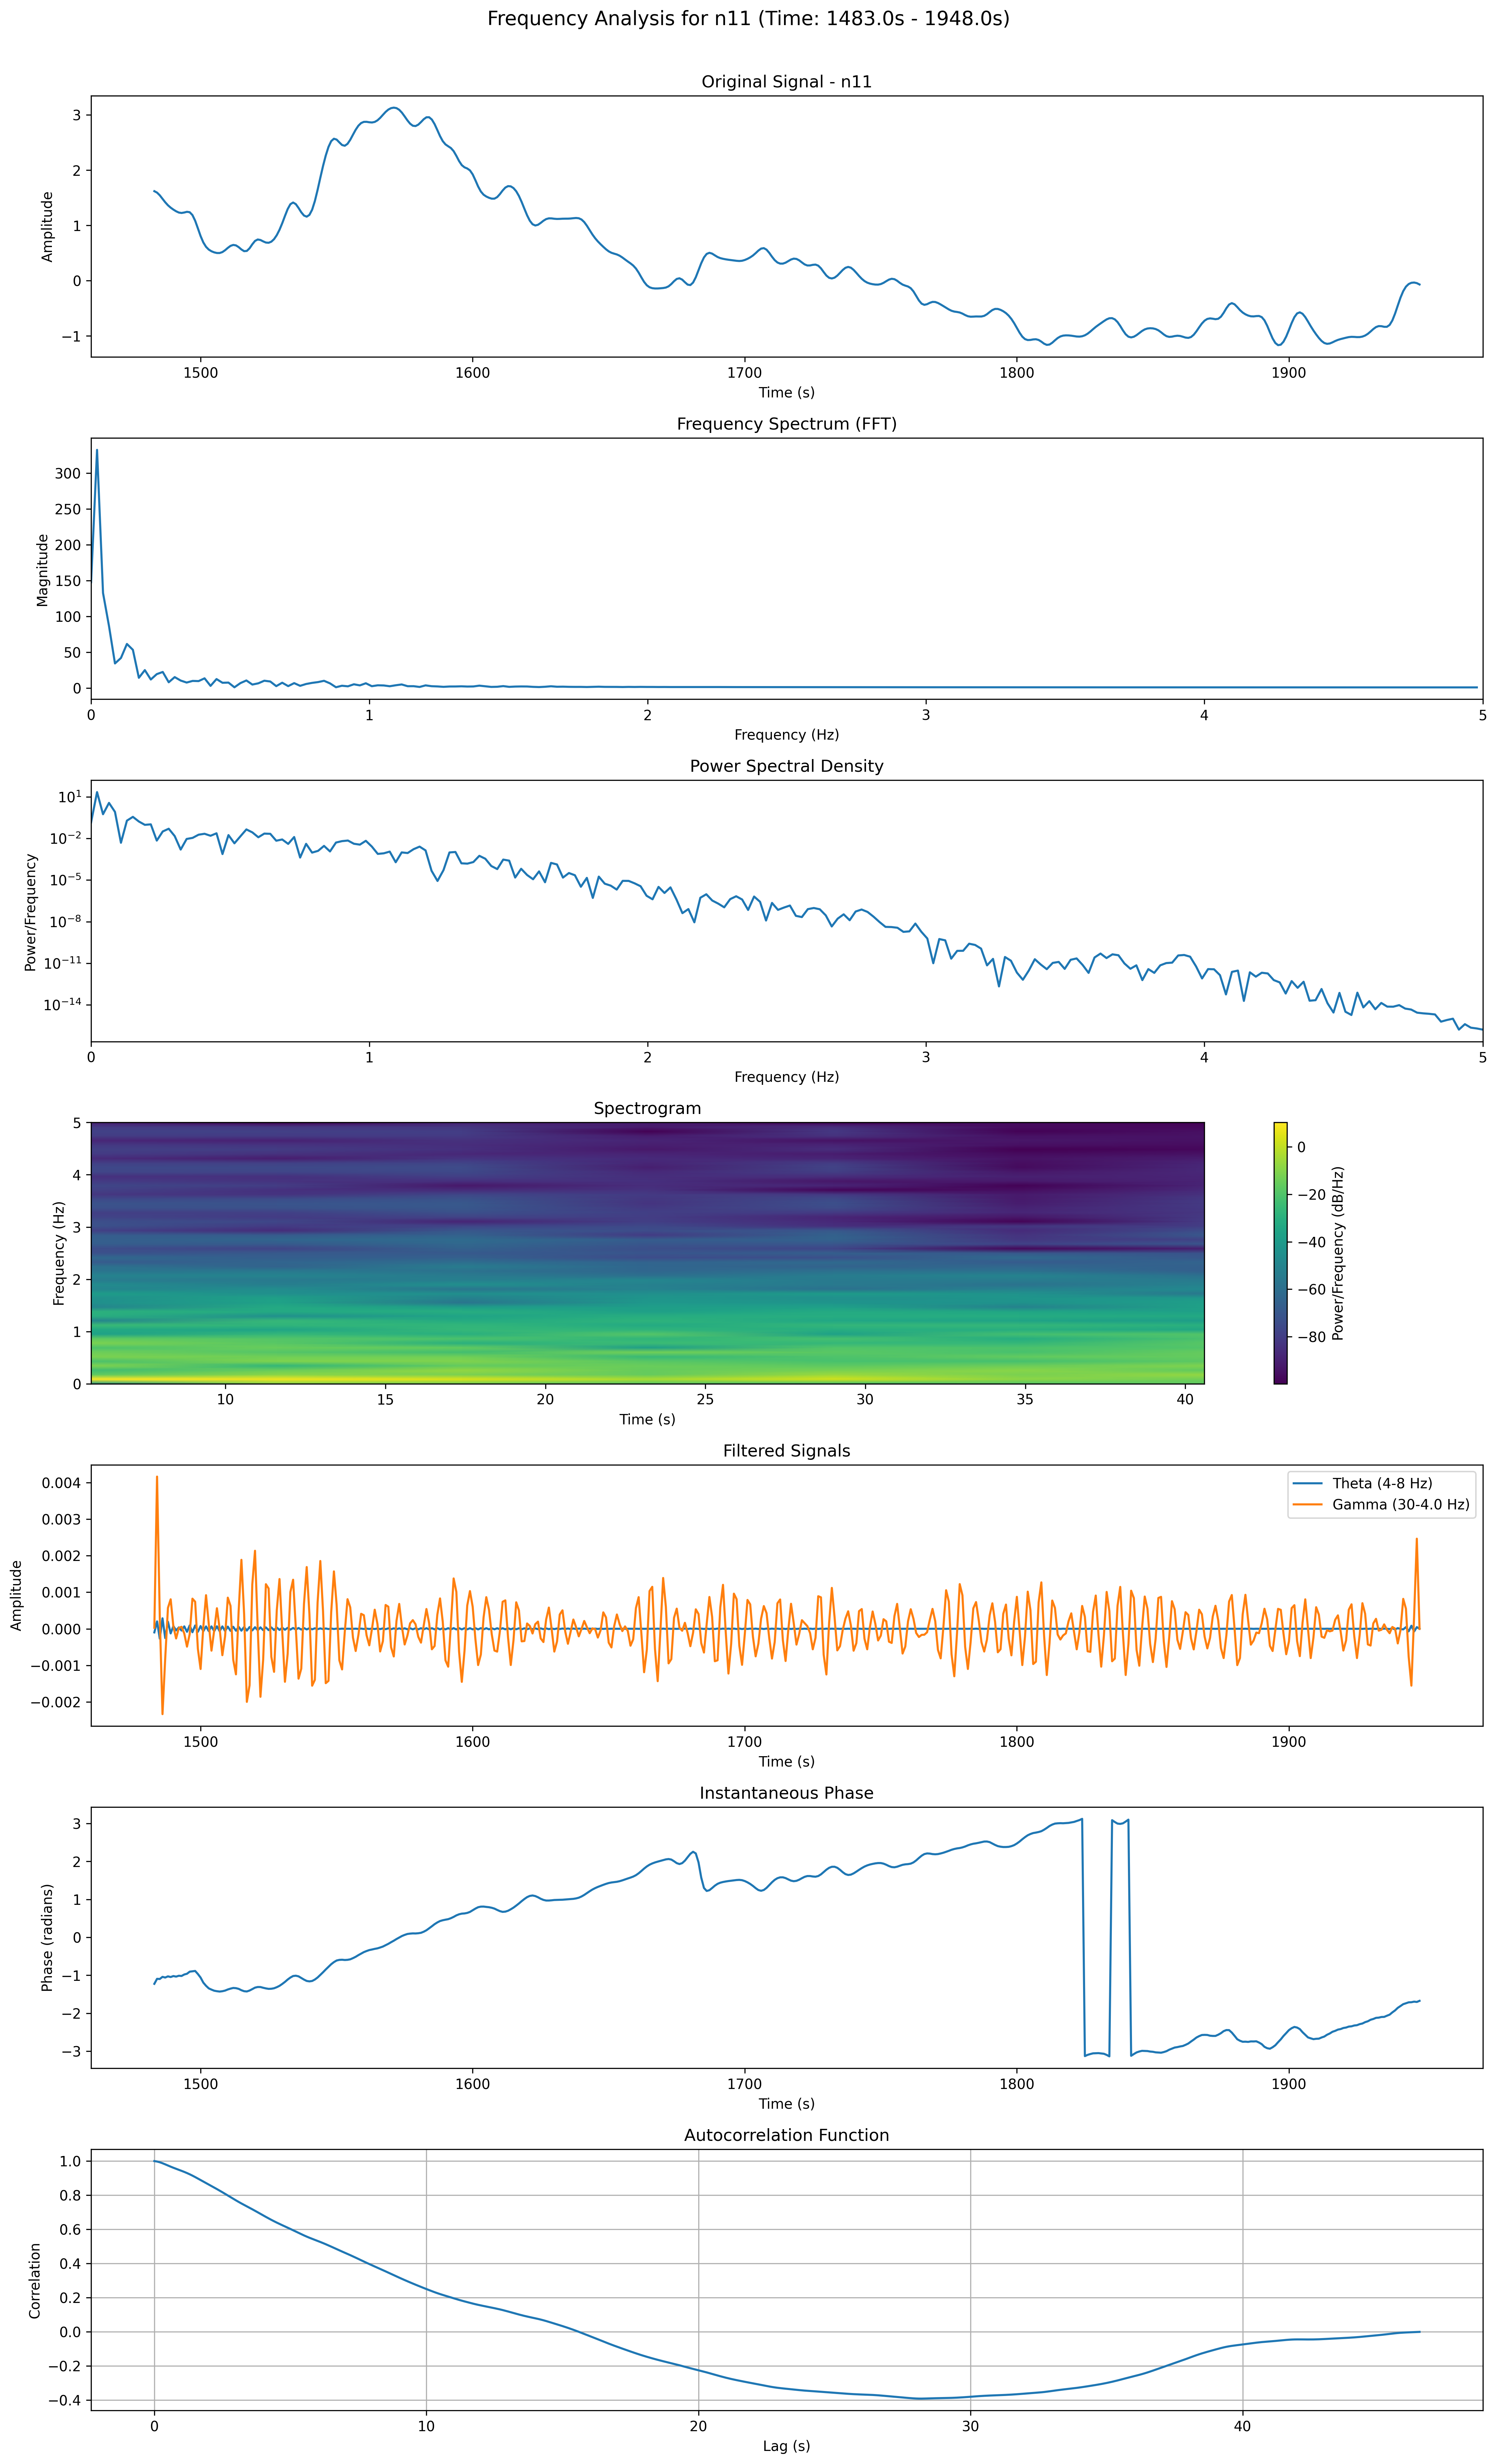 Frequency Analysis for n11 (Time: 1483.0s - 1948.0s)
Original Signal - n11
Amplitude
3
2
1
0
−1
1500 1600 1700 1800 1900
Time (s)
Frequency Spectrum (FFT)
Magnitude
300
250
200
150
100
50
0
0 1 2 3 4 5
Frequency (Hz)
Power Spectral Density
Power/Frequency
10¹
10⁻²
10⁻⁵
10⁻⁸
10⁻¹¹
10⁻¹⁴
0 1 2 3 4 5
Frequency (Hz)
Spectrogram
Frequency (Hz)
5
4
3
2
1
0
10 15 20 25 30 35 40
Time (s)
0
−20
−40
−60
−80
Power/Frequency (dB/Hz)
Filtered Signals
Amplitude
0.004
0.003
0.002
0.001
0.000
−0.001
−0.002
Theta (4-8 Hz)
Gamma (30-4.0 Hz)
1500 1600 1700 1800 1900
Time (s)
Instantaneous Phase
Phase (radians)
3
2
1
0
−1
−2
−3
1500 1600 1700 1800 1900
Time (s)
Autocorrelation Function
Correlation
1.0
0.8
0.6
0.4
0.2
0.0
−0.2
−0.4
0 10 20 30 40
Lag (s)